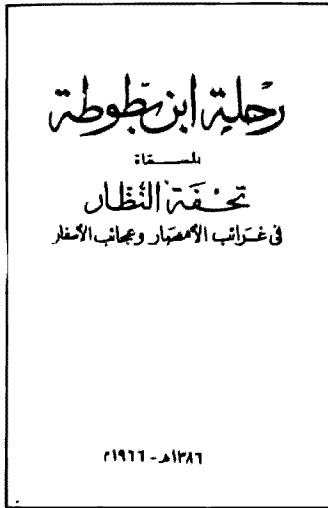 رحلة ابن بطوطة
المسماة
تحفة النظار
في غرائب الأمصار وعجائب الأسفار
١٣٨٦هـ - ١٩٦٦م